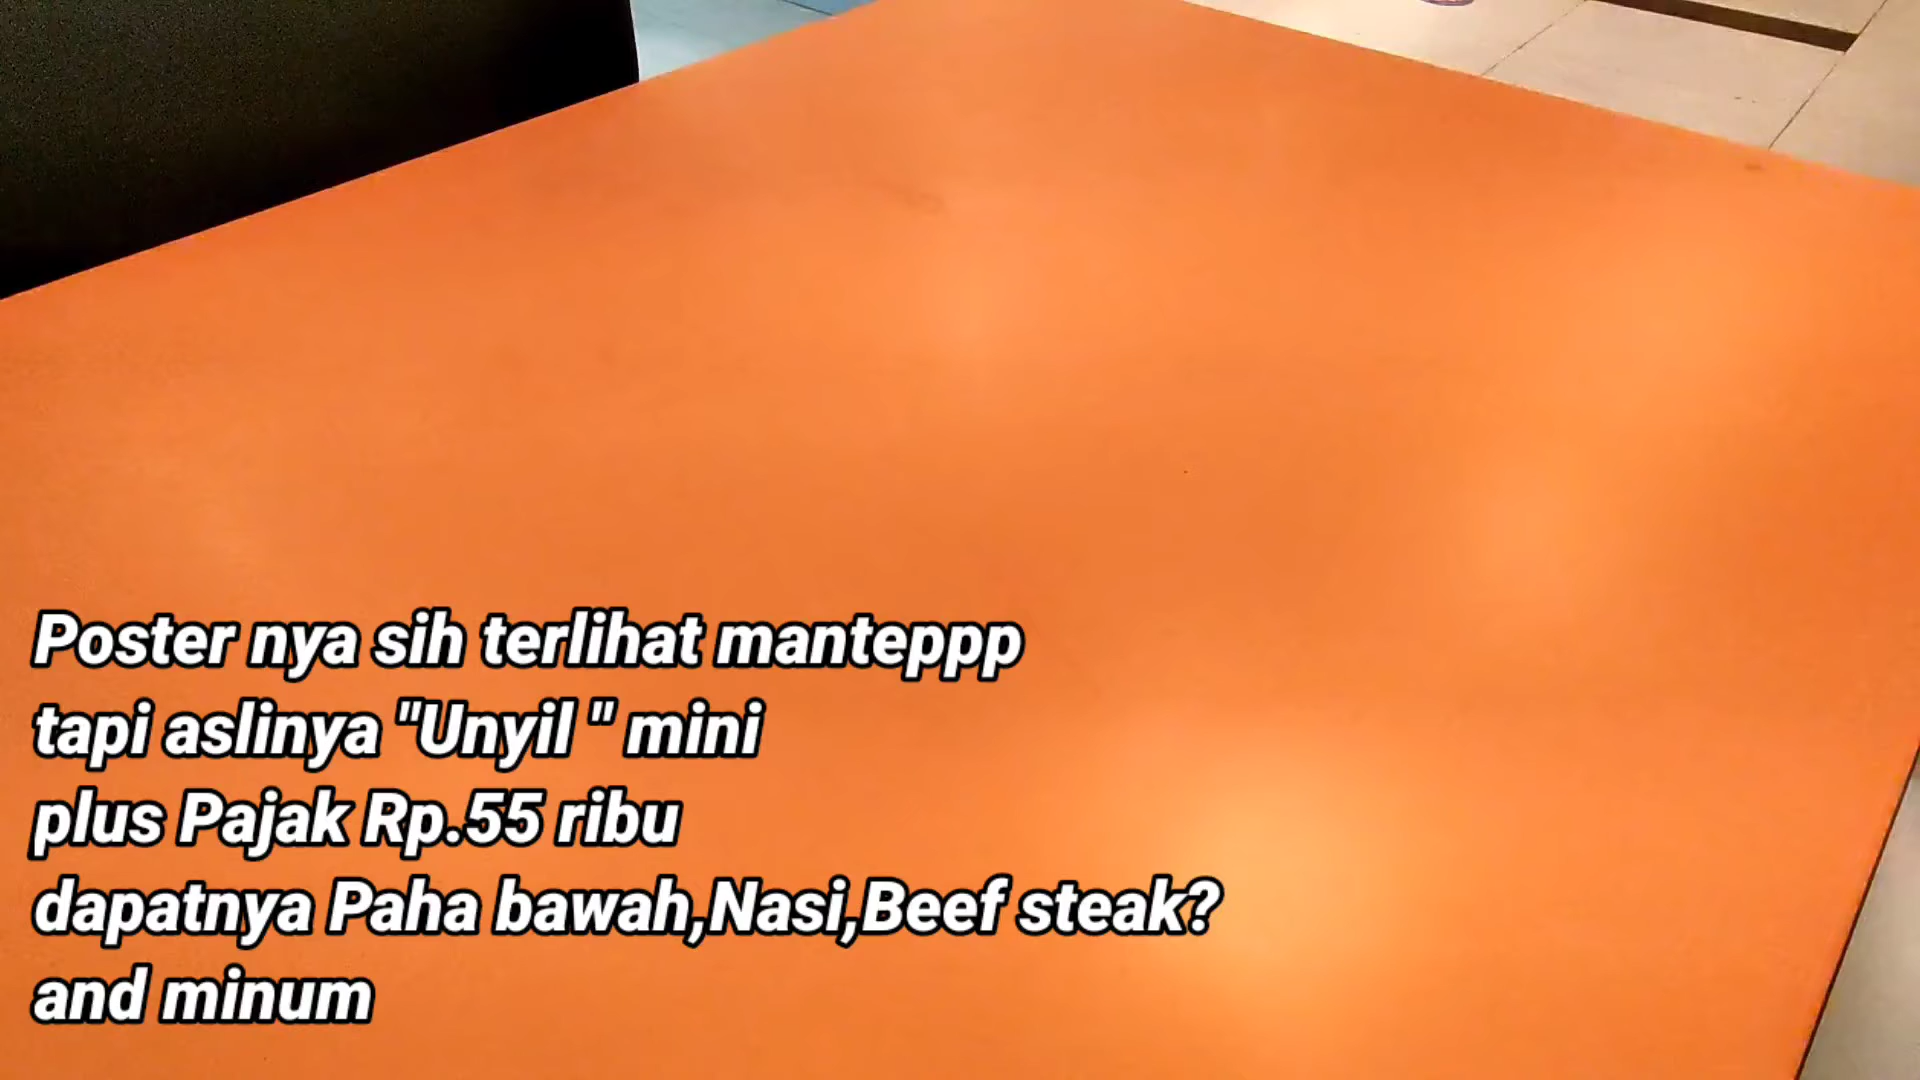 Poster nya sih terlihat manteppp
tapi aslinya "Unyil " mini
plus Pajak Rp.55 ribu
dapatnya Paha bawah,Nasi,Beef steak?
and minum